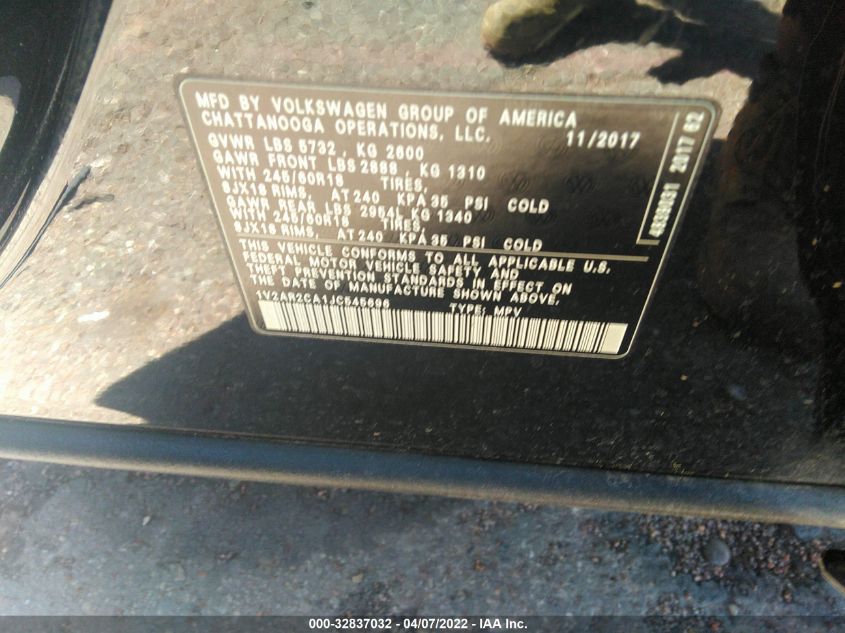 MFD BY VOLKSWAGEN GROUP OF AMERICA
CHATTANOOGA OPERATIONS, LLC. 11/2017
GVWR LBS 5732 , KG 2600
GAWR FRONT LBS 2888 , KG 1310
WITH 245/60R18 TIRES,
8JX18 RIMS, AT 240 KPA 35 PSI COLD
GAWR REAR LBS 2954L KG 1340
WITH 245/60R18 TIRES,
8JX18 RIMS, AT 240 KPA 35 PSI COLD
THIS VEHICLE CONFORMS TO ALL APPLICABLE U.S.
FEDERAL MOTOR VEHICLE SAFETY AND
THEFT PREVENTION STANDARDS IN EFFECT ON
THE DATE OF MANUFACTURE SHOWN ABOVE.
1V2AR2CA1JC545696 TYPE: MPV
2017 62
000-32837032 - 04/07/2022 - IAA Inc.